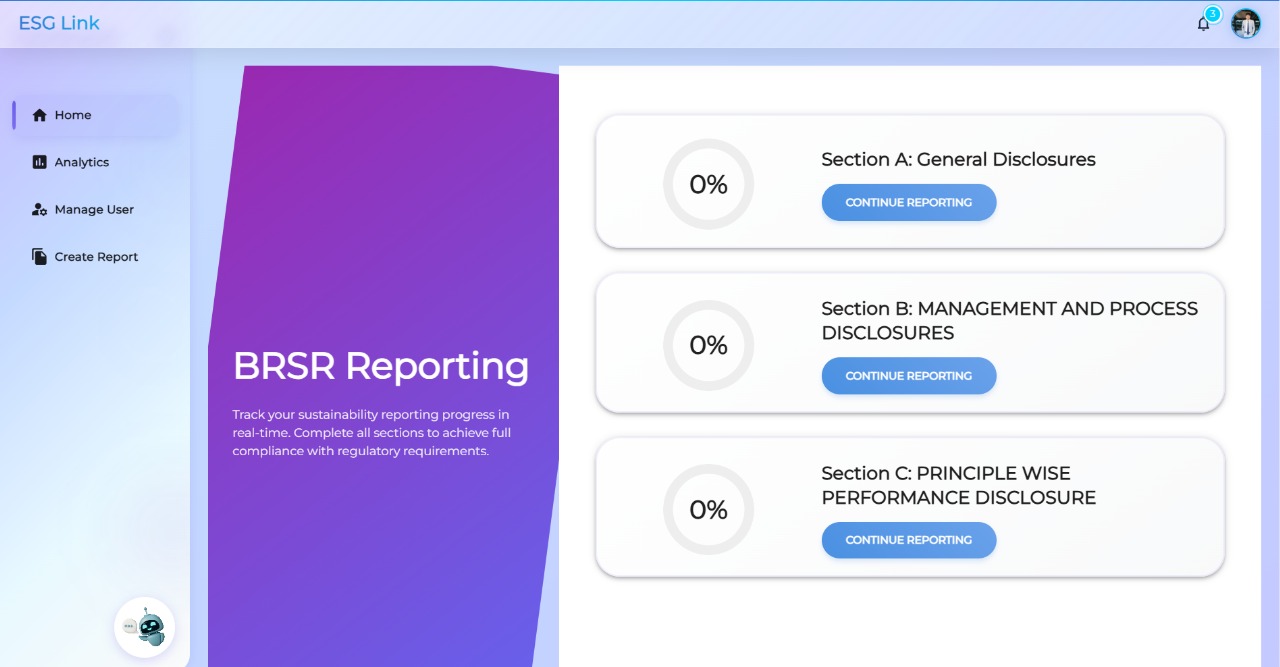 ESG Link
3
Home
Analytics
Manage User
Create Report
BRSR Reporting
Track your sustainability reporting progress in
real-time. Complete all sections to achieve full
compliance with regulatory requirements.
0%
Section A: General Disclosures
CONTINUE REPORTING
0%
Section B: MANAGEMENT AND PROCESS
DISCLOSURES
CONTINUE REPORTING
0%
Section C: PRINCIPLE WISE
PERFORMANCE DISCLOSURE
CONTINUE REPORTING